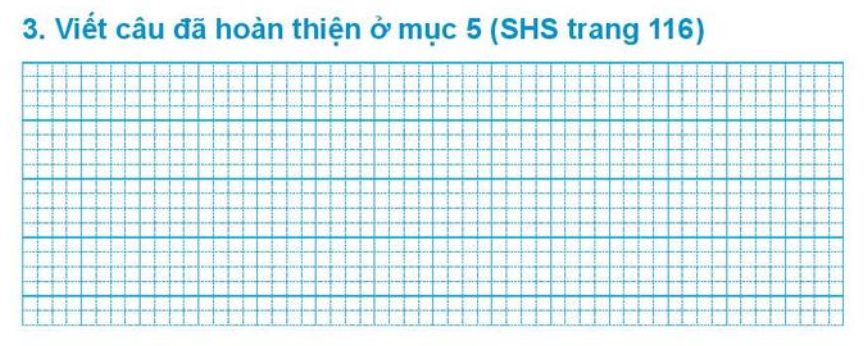 3. Viết câu đã hoàn thiện ở mục 5 (SHS trang 116)